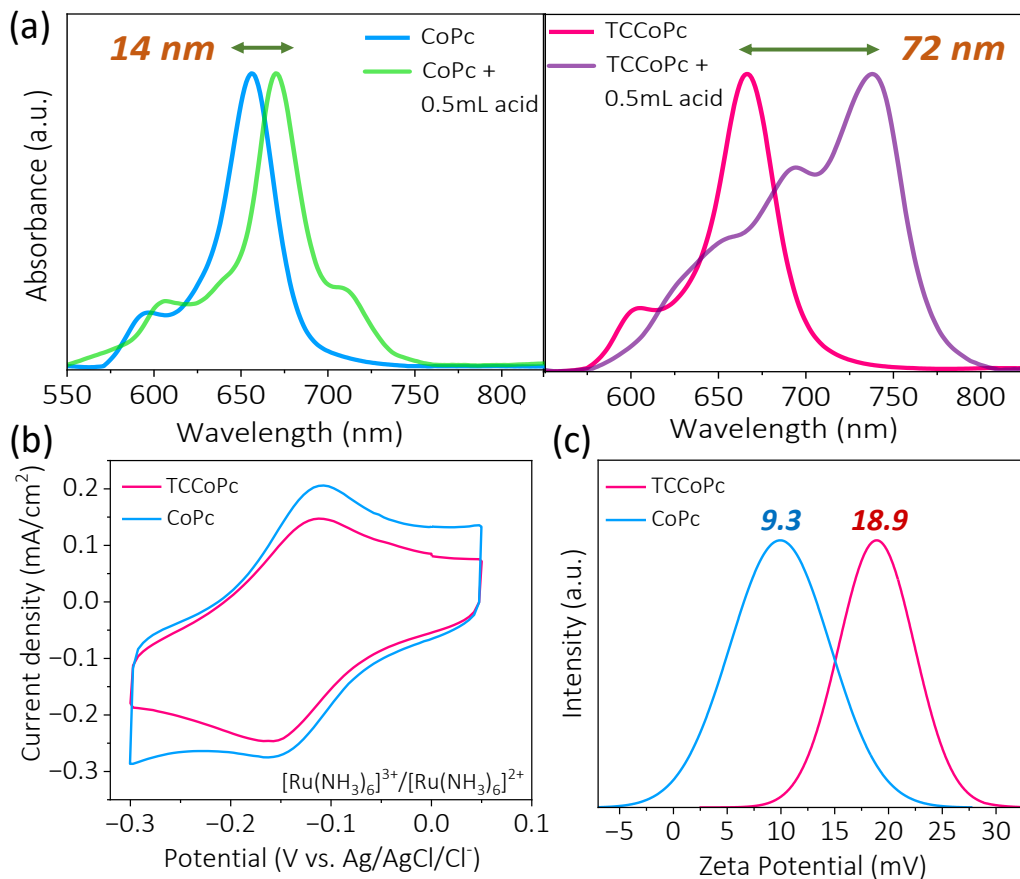 (a)
14 nm
CoPc
CoPc +
0.5mL acid
TCCoPc
TCCoPc +
0.5mL acid
72 nm
Absorbance (a.u.)
550 600 650 700 750 800
600 650 700 750 800
Wavelength (nm)
Wavelength (nm)
(b)
TCCoPc
CoPc
0.2
0.1
0.0
−0.1
−0.2
−0.3
Current density (mA/cm²)
[Ru(NH₃)₆]³⁺/[Ru(NH₃)₆]²⁺
−0.3 −0.2 −0.1 0.0 0.1
Potential (V vs. Ag/AgCl/Cl⁻)
(c)
TCCoPc
CoPc
9.3
18.9
Intensity (a.u.)
−5 0 5 10 15 20 25 30
Zeta Potential (mV)